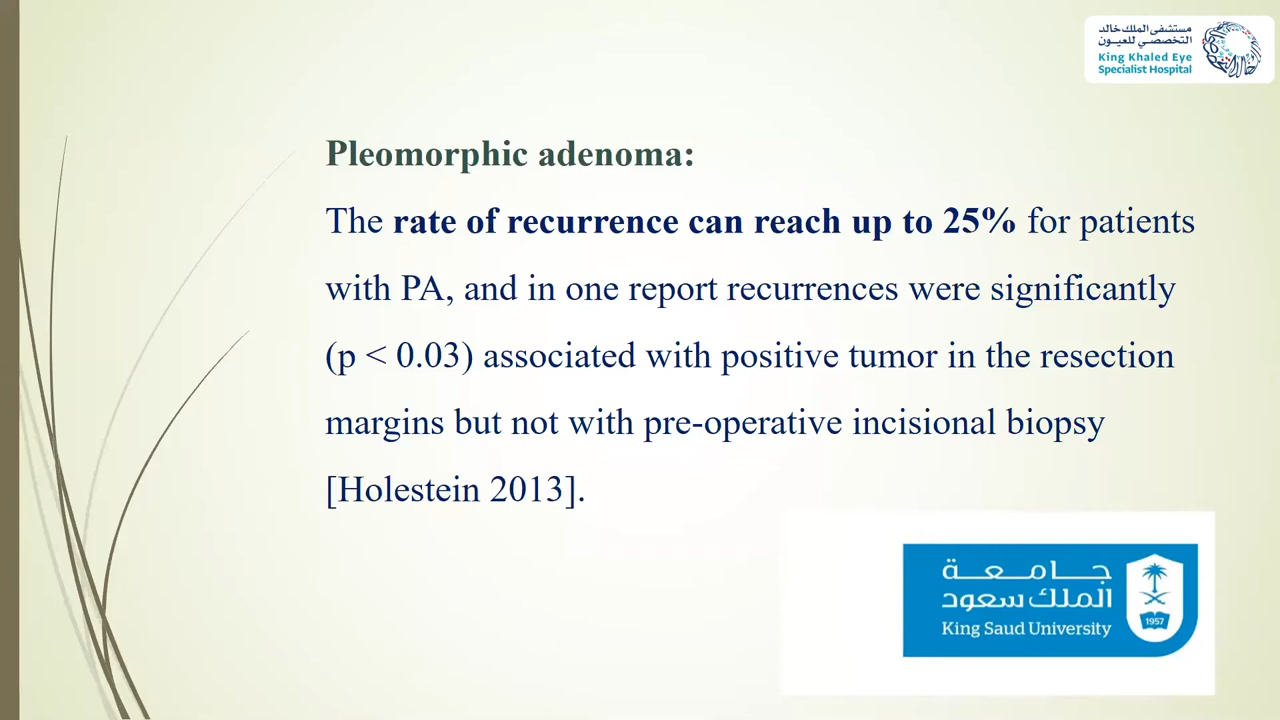 مستشفى الملك خالد
التخصصي للعيون
King Khaled Eye
Specialist Hospital
Pleomorphic adenoma:
The rate of recurrence can reach up to 25% for patients
with PA, and in one report recurrences were significantly
(p < 0.03) associated with positive tumor in the resection
margins but not with pre-operative incisional biopsy
[Holestein 2013].
جامعة
الملك سعود
King Saud University
1957